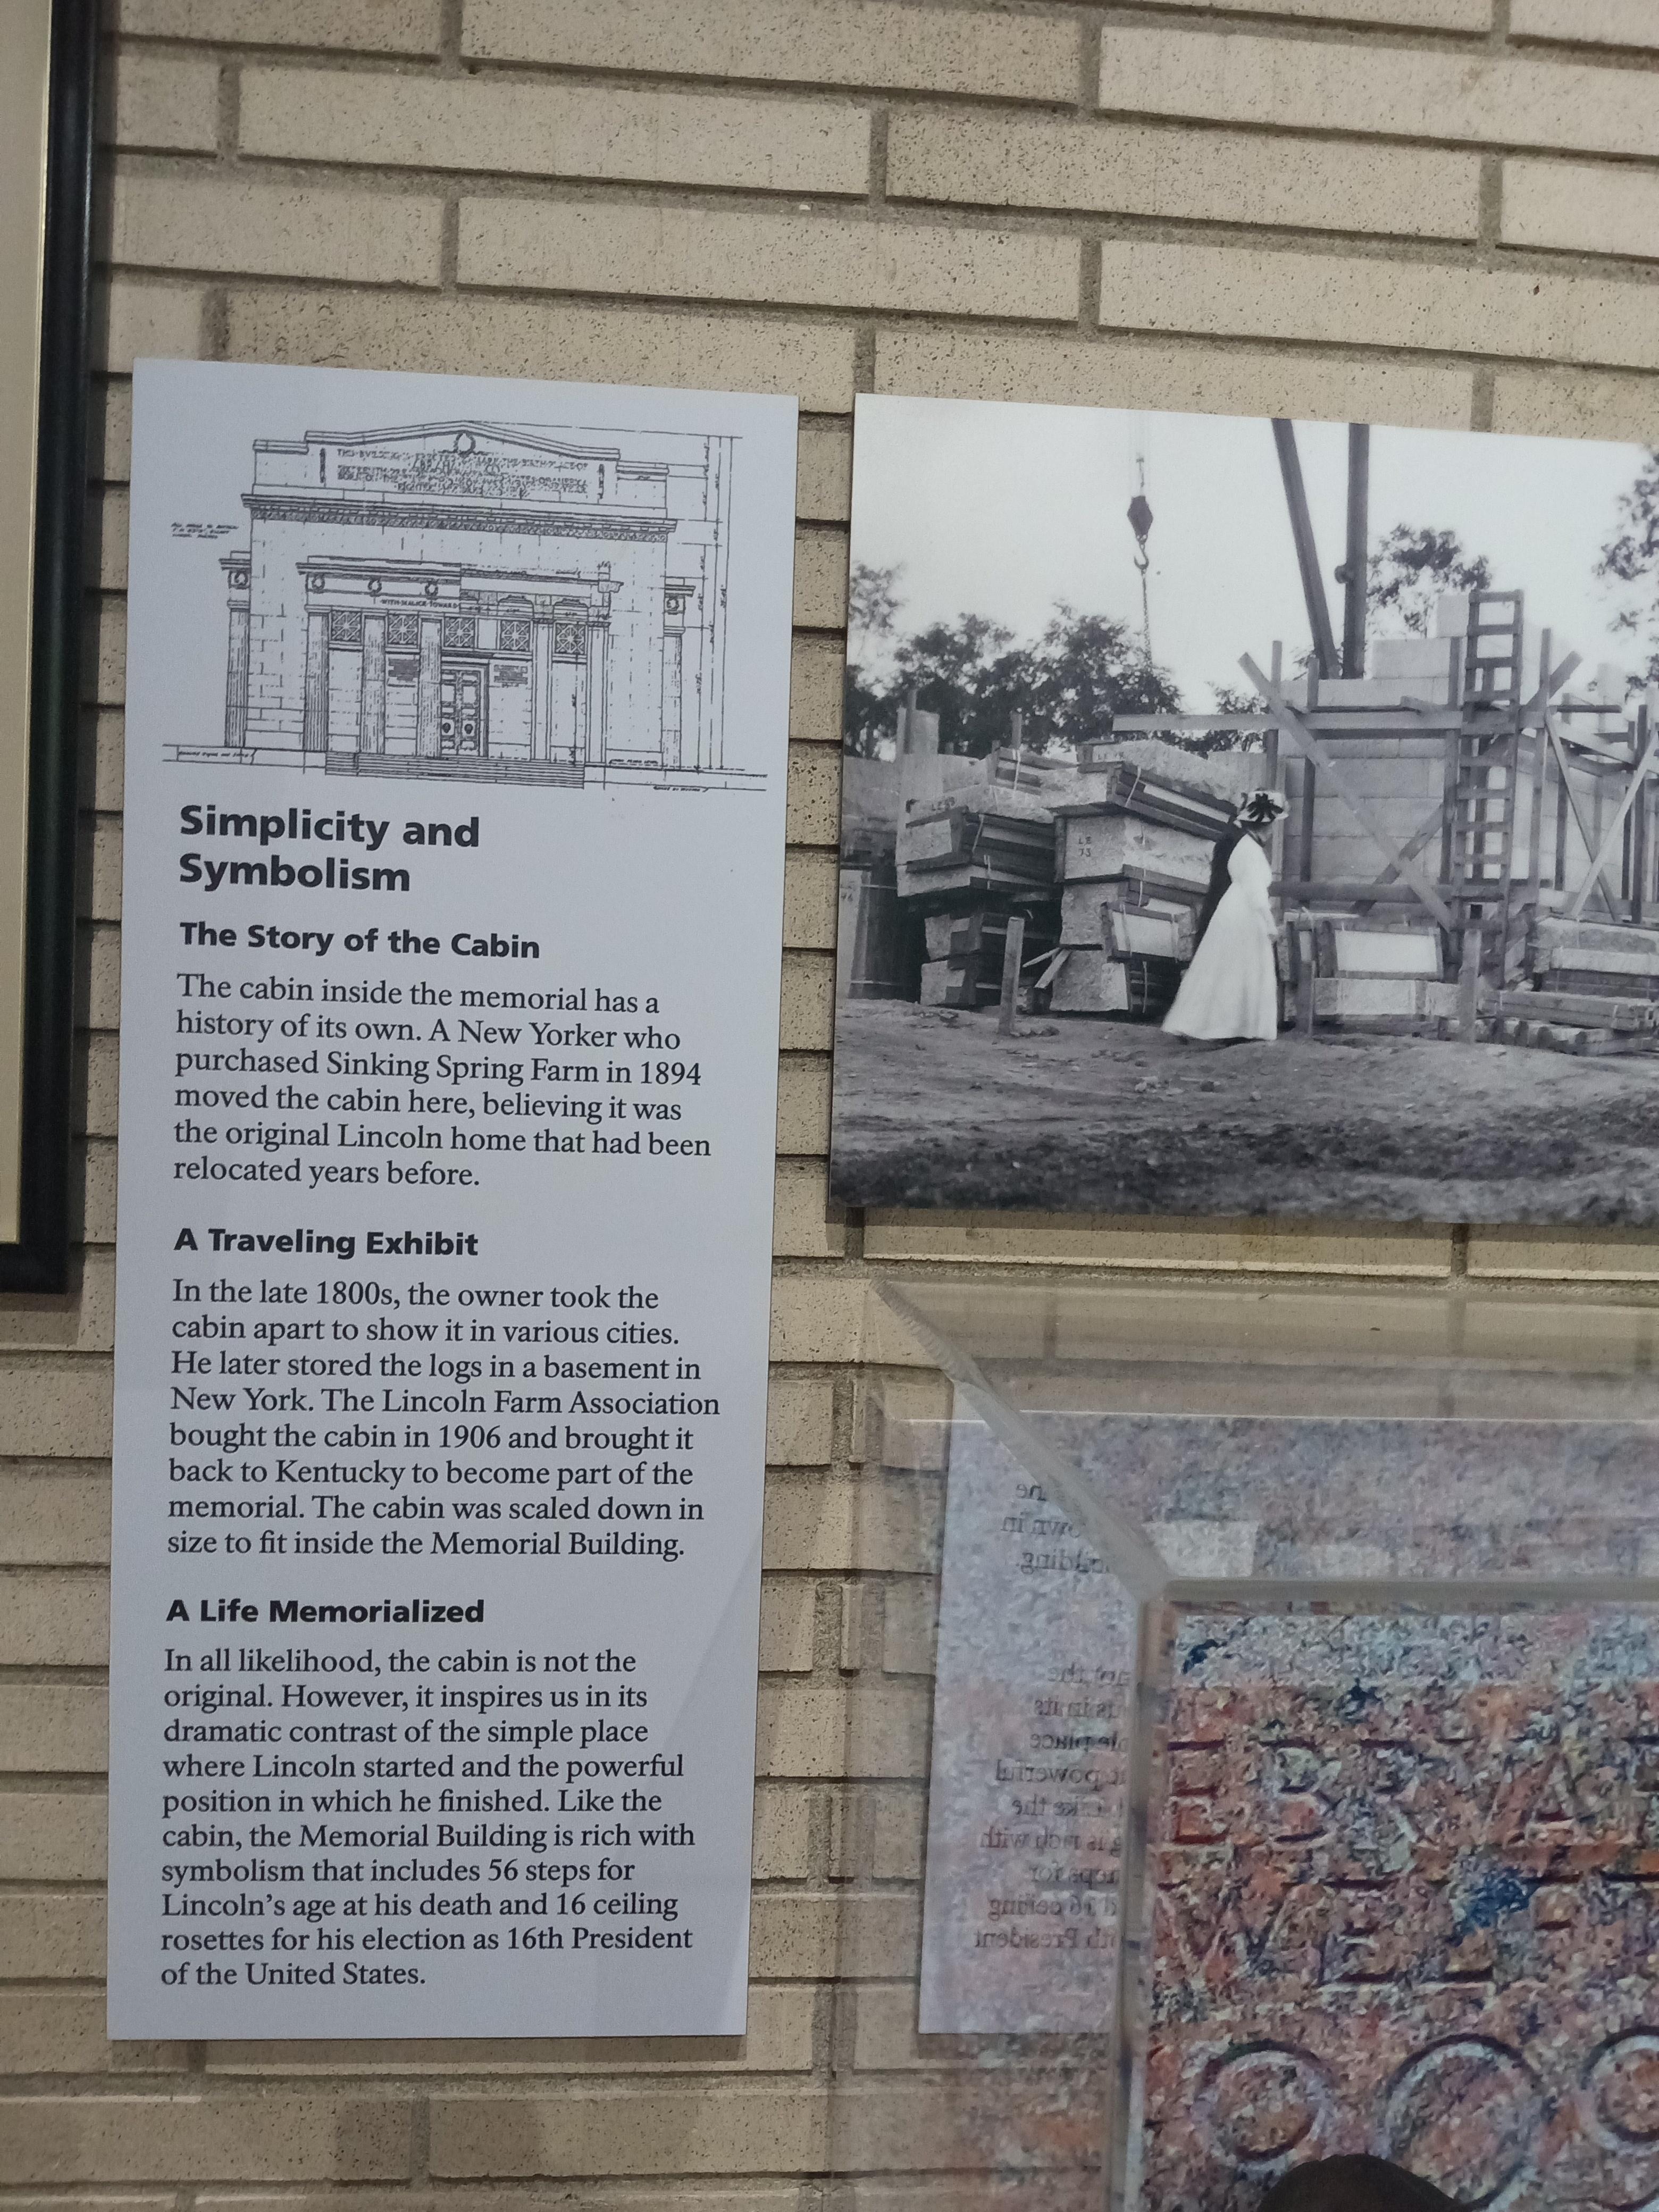 WITH MALICE TOWARD
Simplicity and
Symbolism
The Story of the Cabin
The cabin inside the memorial has a
history of its own. A New Yorker who
purchased Sinking Spring Farm in 1894
moved the cabin here, believing it was
the original Lincoln home that had been
relocated years before.
A Traveling Exhibit
In the late 1800s, the owner took the
cabin apart to show it in various cities.
He later stored the logs in a basement in
New York. The Lincoln Farm Association
bought the cabin in 1906 and brought it
back to Kentucky to become part of the
memorial. The cabin was scaled down in
size to fit inside the Memorial Building.
A Life Memorialized
In all likelihood, the cabin is not the
original. However, it inspires us in its
dramatic contrast of the simple place
where Lincoln started and the powerful
position in which he finished. Like the
cabin, the Memorial Building is rich with
symbolism that includes 56 steps for
Lincoln's age at his death and 16 ceiling
rosettes for his election as 16th President
of the United States.
LE
73